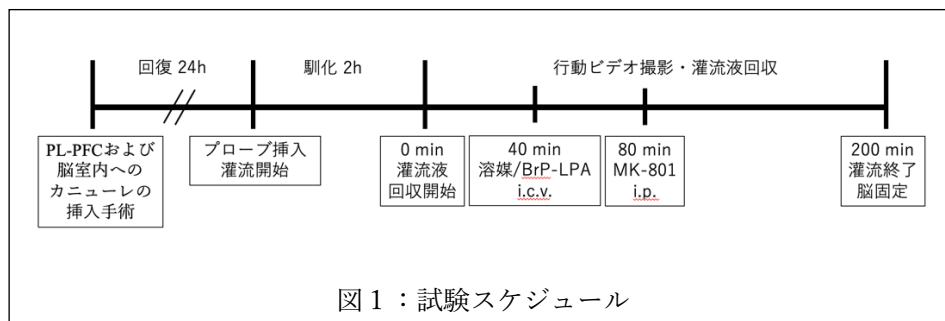 回復 24h
馴化 2h
行動ビデオ撮影・灌流液回収
PL-PFCおよび
脳室内への
カニューレの
挿入手術
プローブ挿入
灌流開始
0 min
灌流液
回収開始
40 min
溶媒/BrP-LPA
i.c.v.
80 min
MK-801
i.p.
200 min
灌流終了
脳固定
図１：試験スケジュール